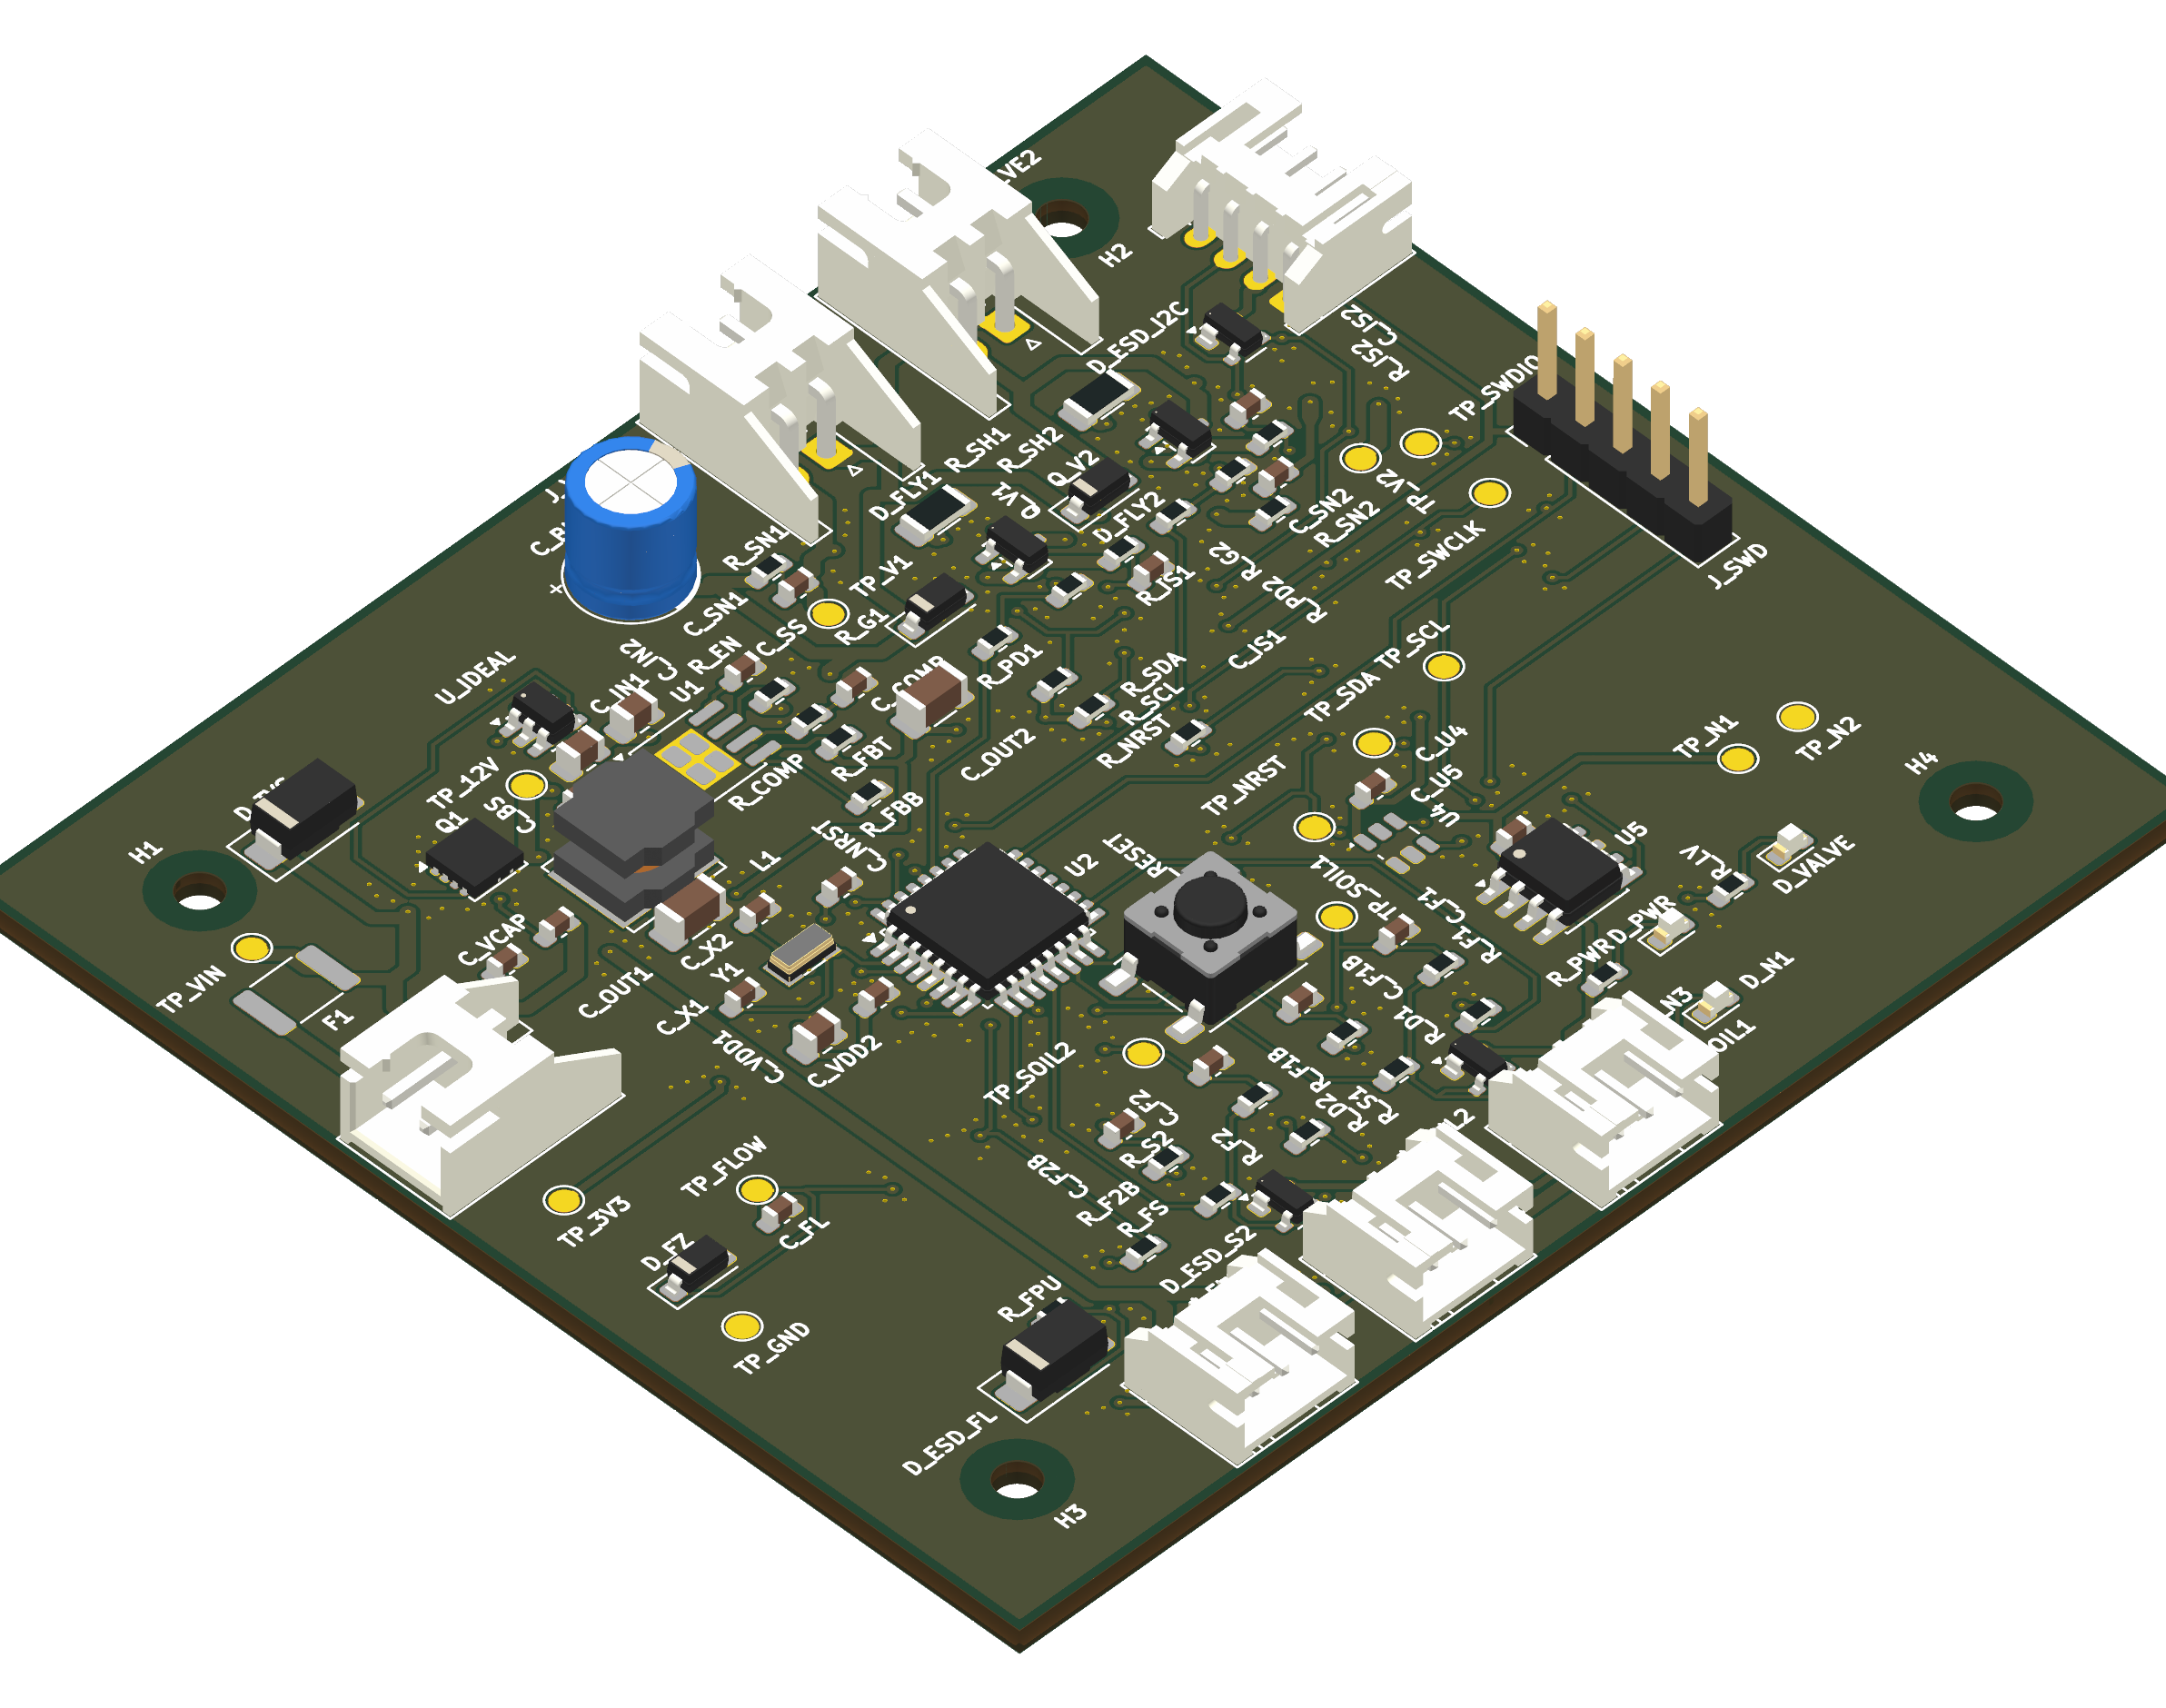 H2
D_ESD_I2C
C_IS2
R_IS2
TP_SWDIO
R_SH1
R_SH2
Q_V2
D_FLY1
Q_V1
D_FLY2
TP_V2
C_SN2
R_SN2
TP_SWCLK
J_SWD
R_SN1
TP_V1
R_G2
R_IS1
R_PD2
C_SN1
C_SS
R_G1
TP_SCL
C_IS1
U_IDEAL
C_IN2
R_EN
R_PD1
R_SDA
R_SCL
TP_SDA
C_IN1
U1
R_NRST
TP_N1
TP_N2
H4
C_OUT2
R_FBT
C_U4
C_U5
TP_12V
R_COMP
TP_NRST
U4
C_BS
Q1
R_FBB
C_NRST
U5
H1
L1
U2
TP_SOIL1
R_LV
D_VALVE
C_F1
R_F1
D_PWR
R_PWR
C_VCAP
C_X2
Y1
C_F1B
D_N1
TP_VIN
F1
C_OUT1
C_X1
R_D1
C_VDD1
C_VDD2
TP_SOIL2
R_F1B
R_S1
R_D2
C_F2
R_S2
R_F2
TP_FLOW
C_F2B
R_F2B
R_FS
TP_3V3
C_FL
D_FZ
D_ESD_S2
R_FPU
TP_GND
D_ESD_FL
H3